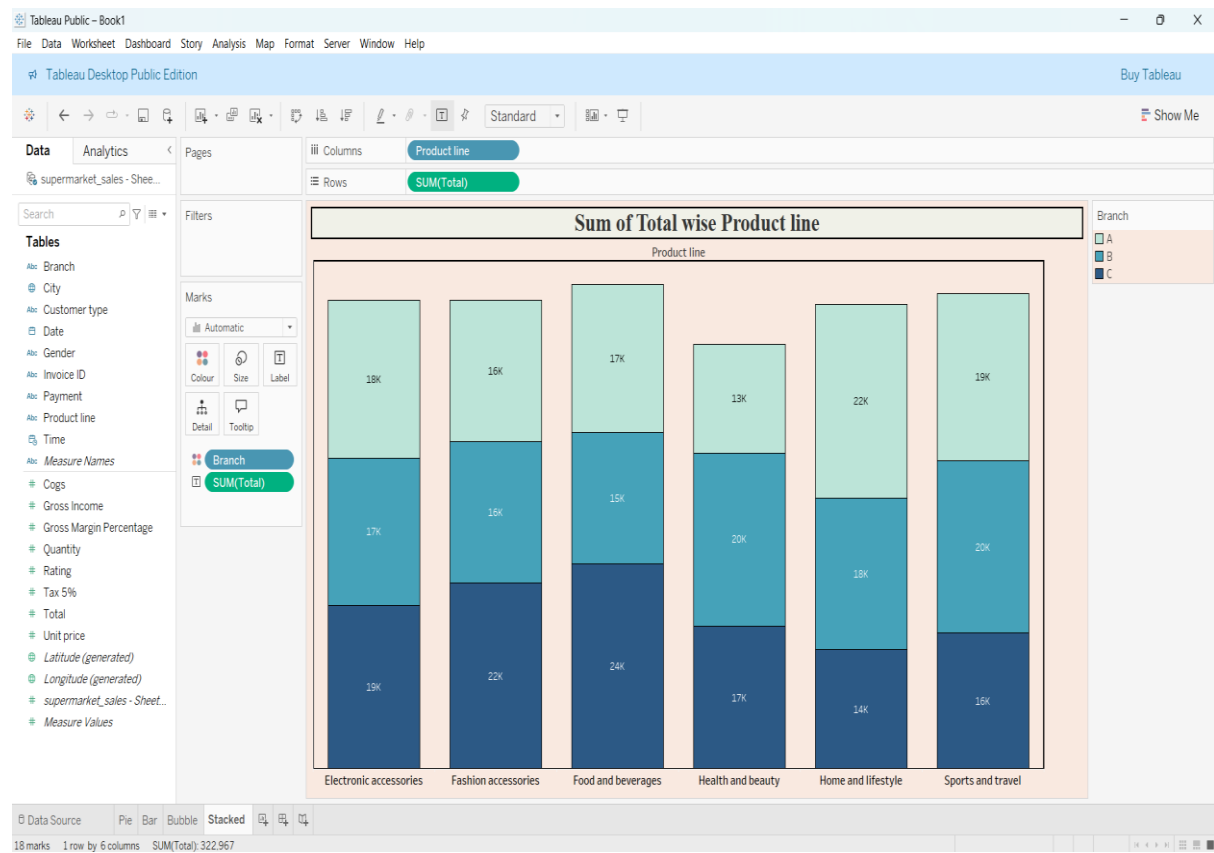 Tableau Public – Book1
File Data Worksheet Dashboard Story Analysis Map Format Server Window Help
Tableau Desktop Public Edition Buy Tableau
Standard Show Me
Data Analytics
supermarket_sales - Shee...
Search
Tables
Abc Branch
City
Abc Customer type
Date
Abc Gender
Abc Invoice ID
Abc Payment
Abc Product line
Time
Abc Measure Names
# Cogs
# Gross Income
# Gross Margin Percentage
# Quantity
# Rating
# Tax 5%
# Total
# Unit price
Latitude (generated)
Longitude (generated)
# supermarket_sales - Sheet...
# Measure Values
Pages
Filters
Marks
Automatic
Colour Size Label
Detail Tooltip
Branch
SUM(Total)
Columns Product line
Rows SUM(Total)
Sum of Total wise Product line
Product line
18K 16K 17K 13K 22K 19K
17K 16K 15K 20K 18K 20K
19K 22K 24K 17K 14K 16K
Electronic accessories Fashion accessories Food and beverages Health and beauty Home and lifestyle Sports and travel
Branch
A
B
C
Data Source Pie Bar Bubble Stacked
18 marks 1 row by 6 columns SUM(Total): 322,967